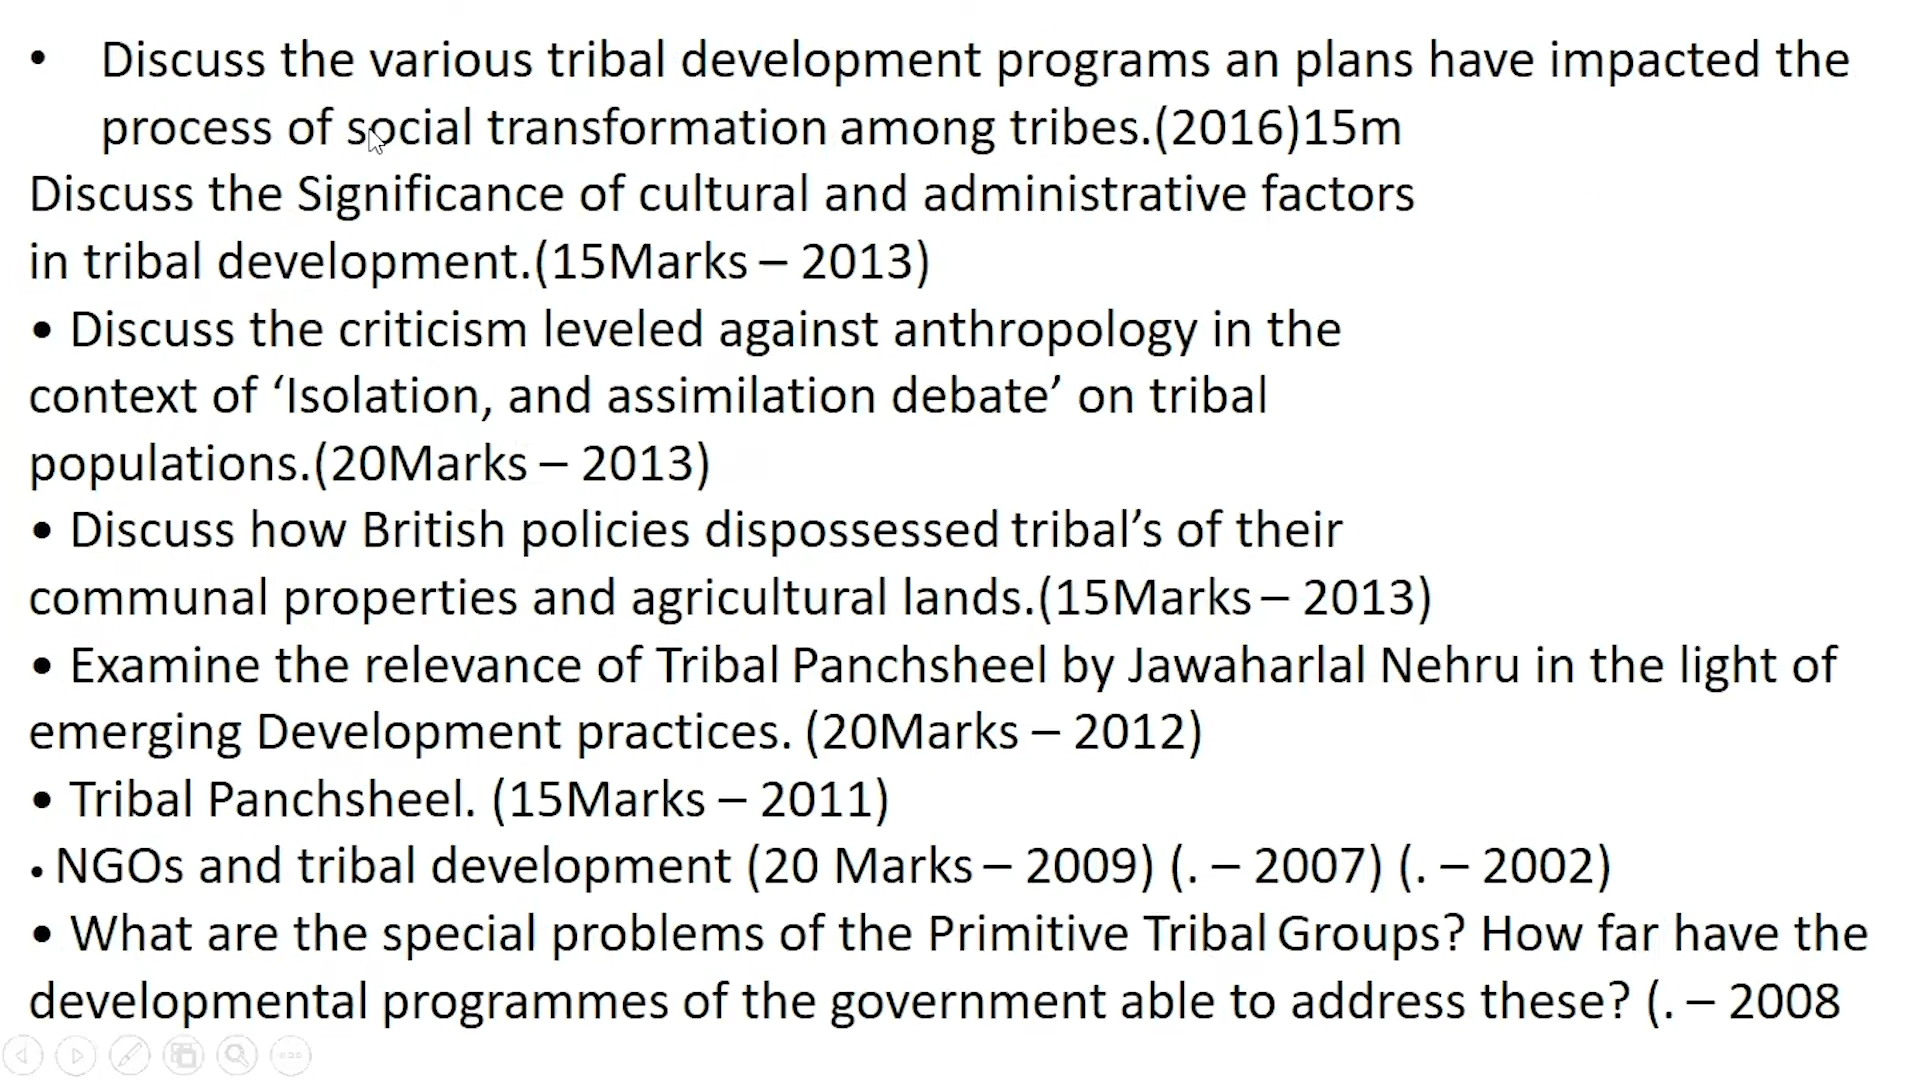 • Discuss the various tribal development programs an plans have impacted the
process of social transformation among tribes.(2016)15m
Discuss the Significance of cultural and administrative factors
in tribal development.(15Marks – 2013)
• Discuss the criticism leveled against anthropology in the
context of ‘Isolation, and assimilation debate’ on tribal
populations.(20Marks – 2013)
• Discuss how British policies dispossessed tribal’s of their
communal properties and agricultural lands.(15Marks – 2013)
• Examine the relevance of Tribal Panchsheel by Jawaharlal Nehru in the light of
emerging Development practices. (20Marks – 2012)
• Tribal Panchsheel. (15Marks – 2011)
• NGOs and tribal development (20 Marks – 2009) (. – 2007) (. – 2002)
• What are the special problems of the Primitive Tribal Groups? How far have the
developmental programmes of the government able to address these? (. – 2008